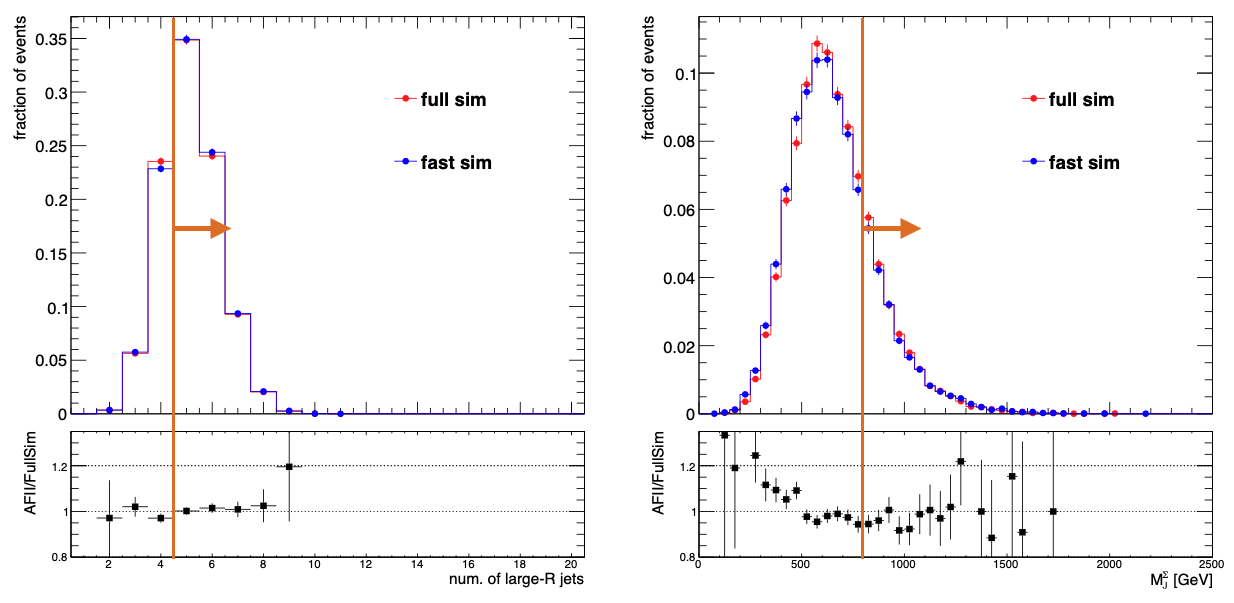 fraction of events
0.35
0.3
0.25
0.2
0.15
0.1
0.05
0
full sim
fast sim
AFII/FullSim
1.2
1
0.8
2 4 6 8 10 12 14 16 18 20
num. of large-R jets
fraction of events
0.1
0.08
0.06
0.04
0.02
0
full sim
fast sim
AFII/FullSim
1.2
1
0.8
0 500 1000 1500 2000 2500
M_J^Σ [GeV]